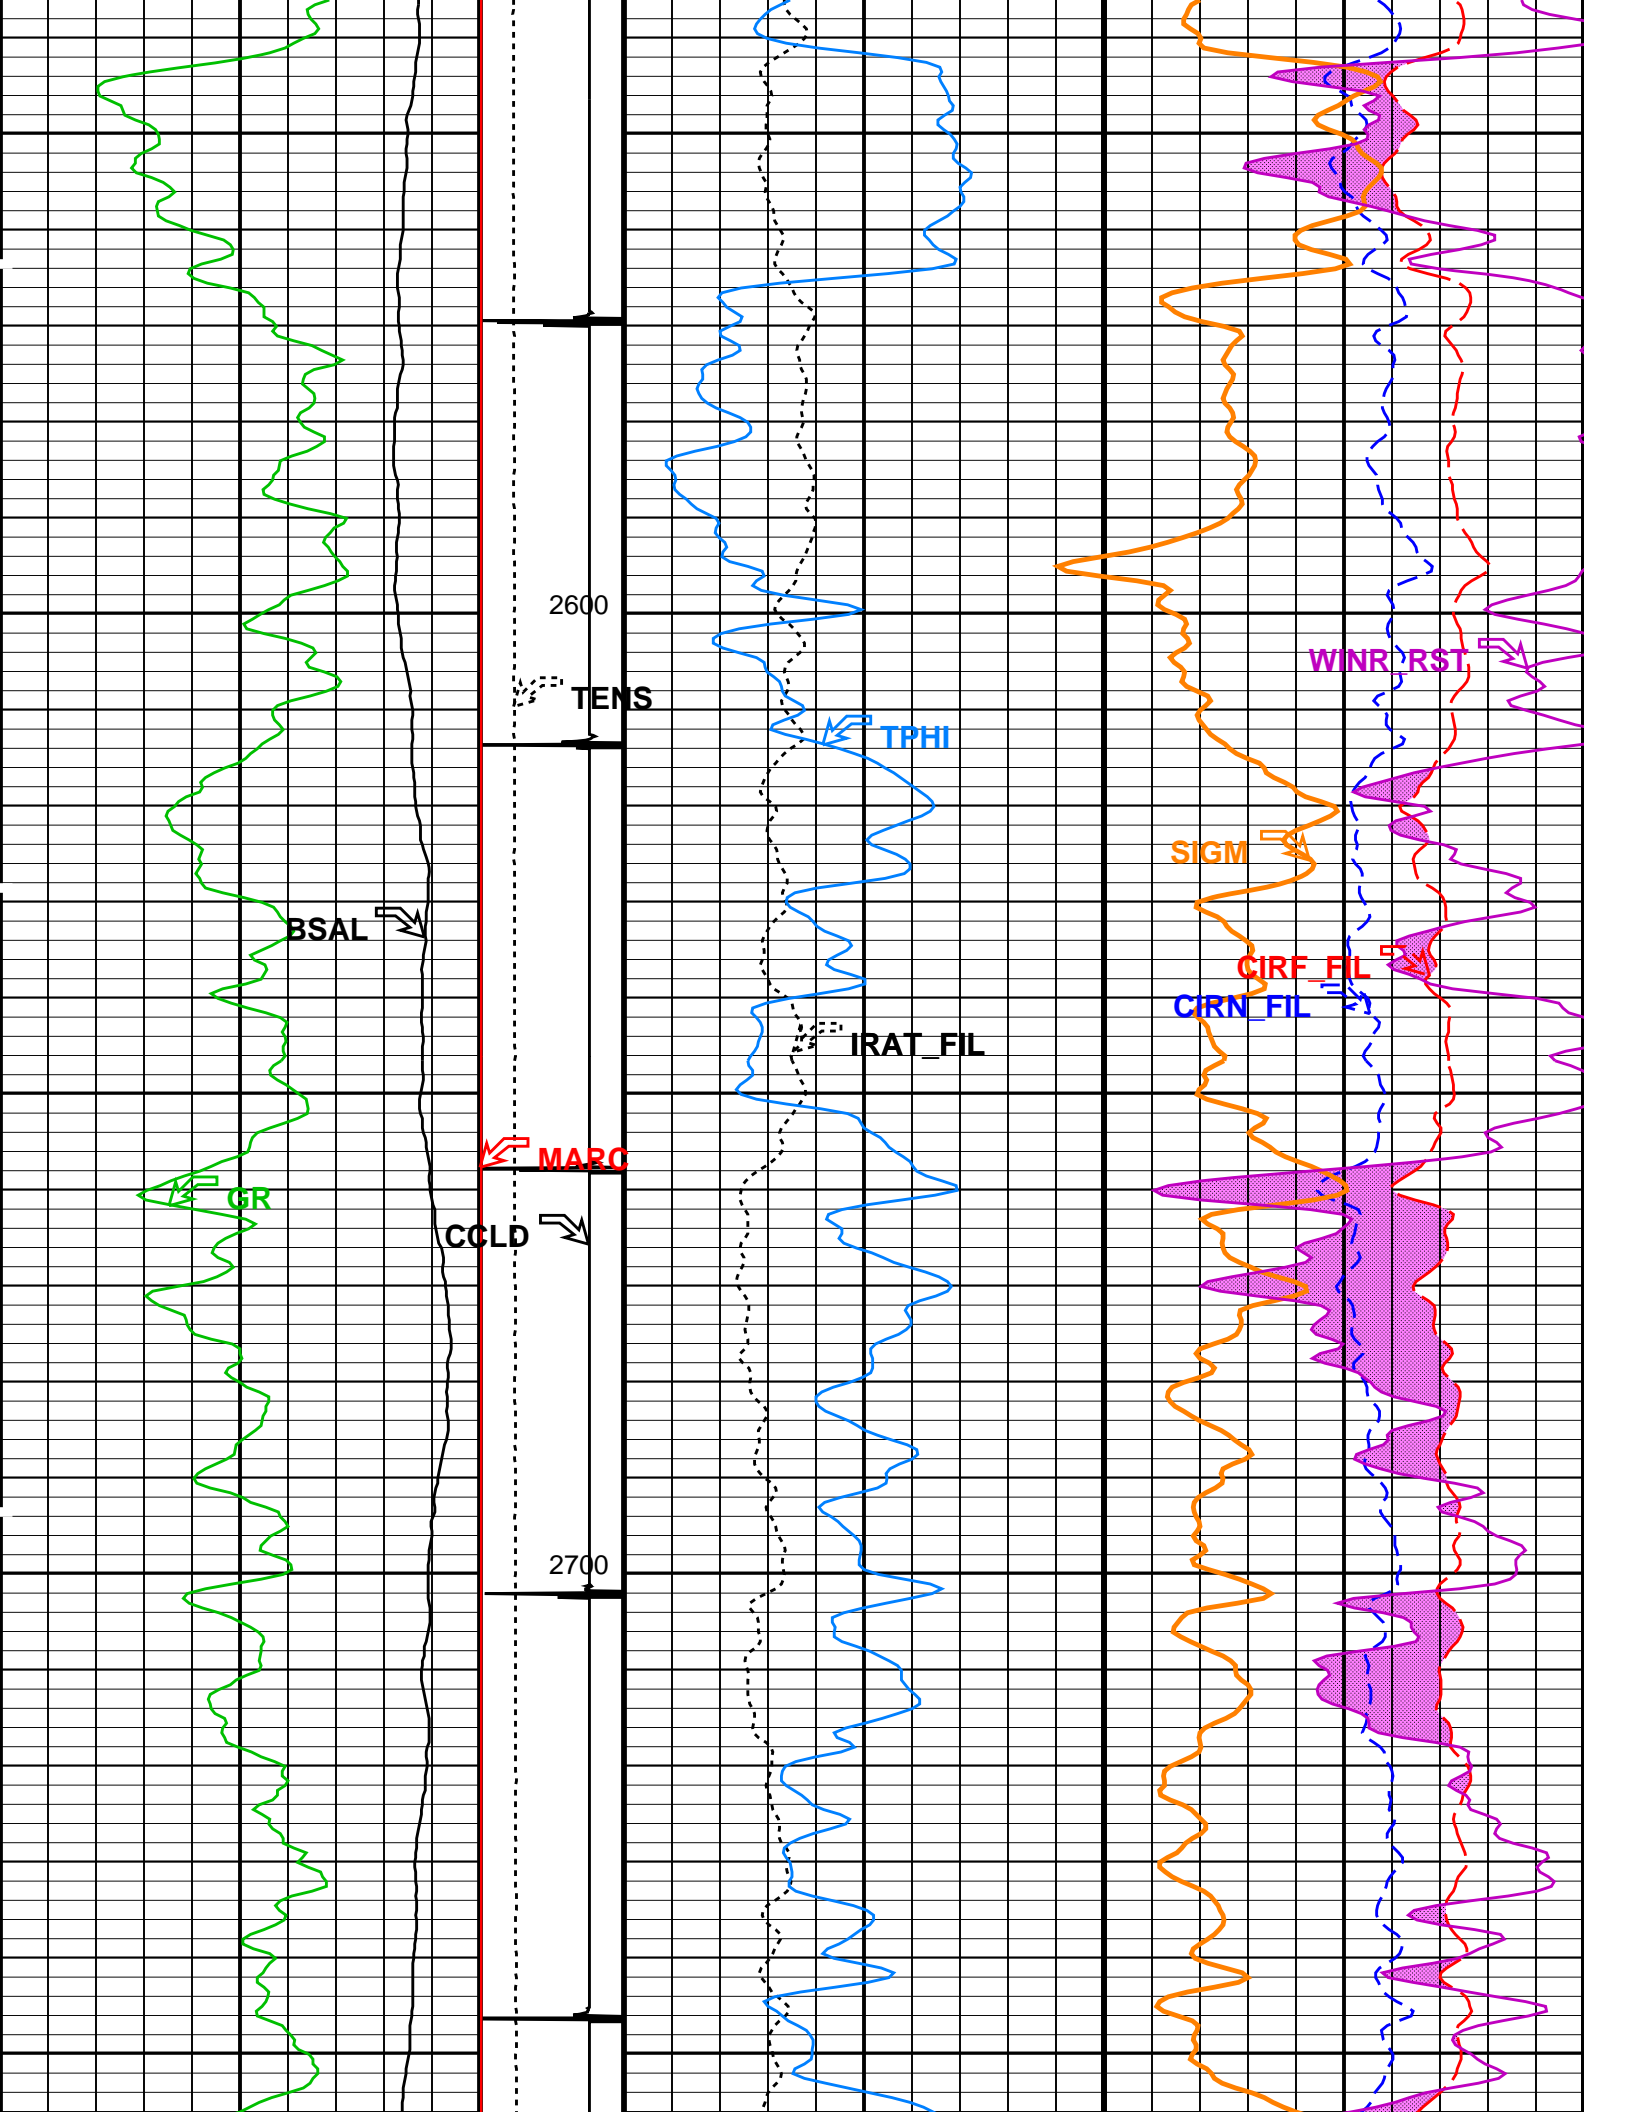 2600
WINR_RST
TENS
TPHI
SIGM
BSAL
CIRF_FIL
CIRN_FIL
IRAT_FIL
MARC
GR
CCLD
2700